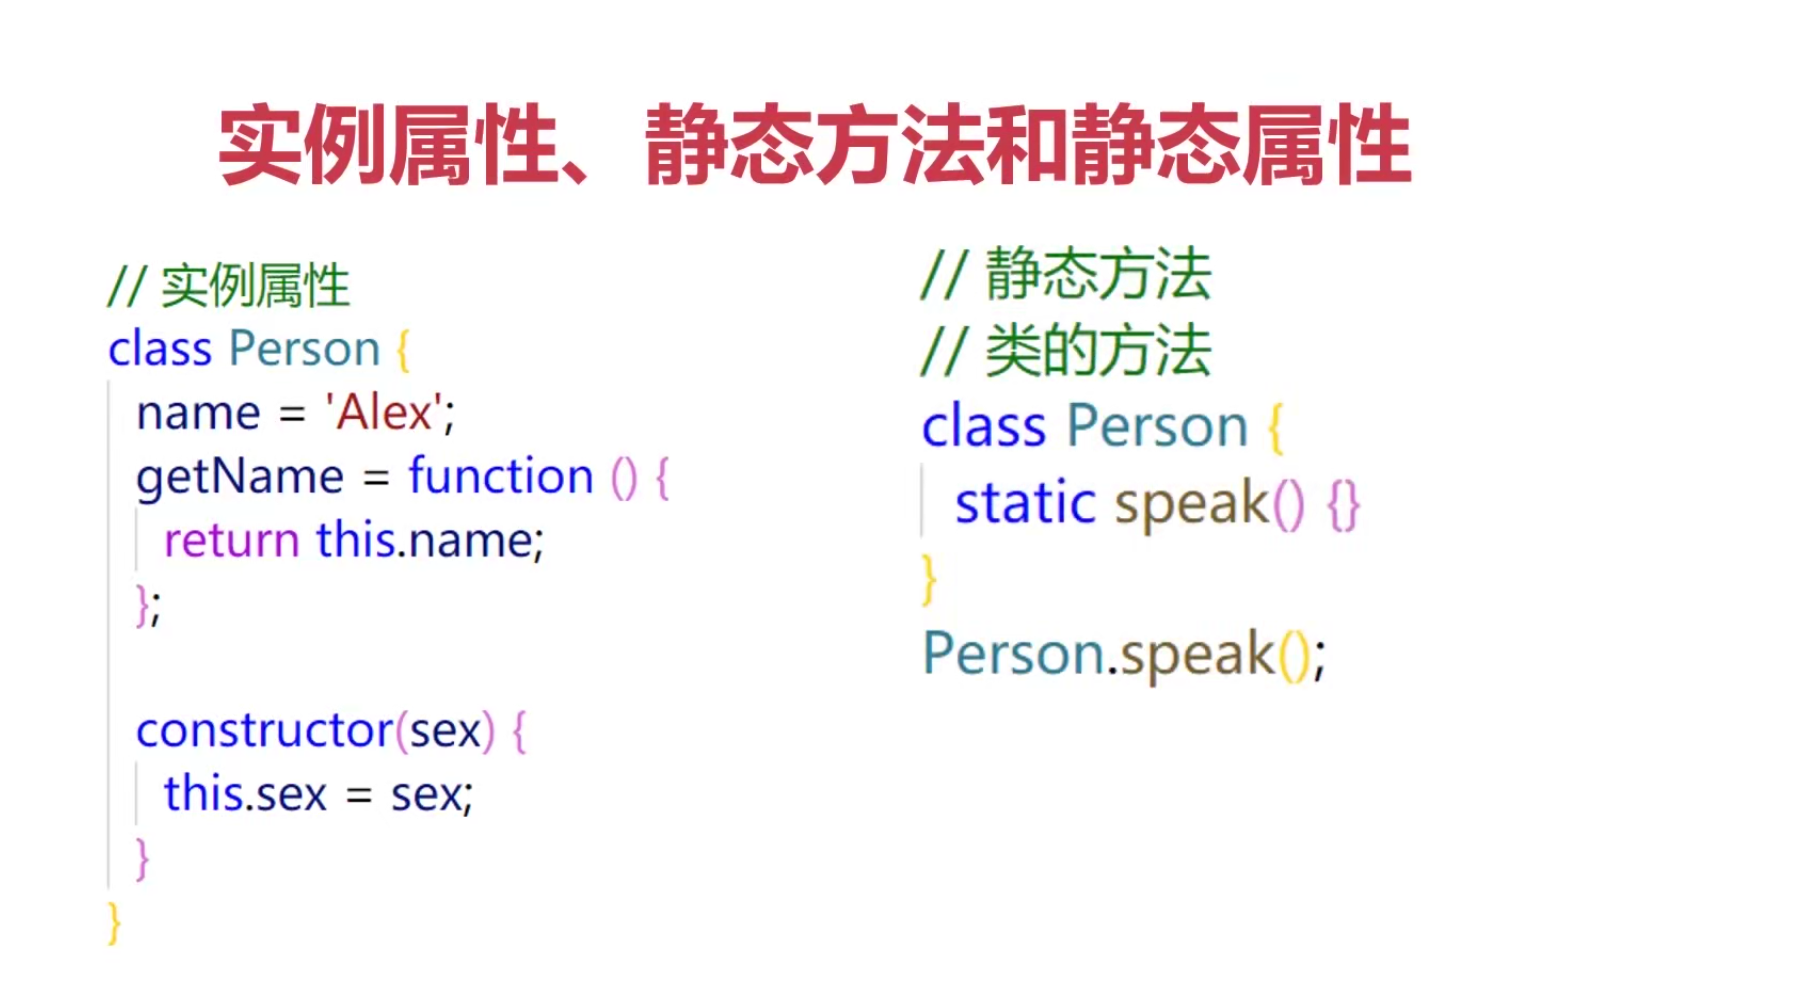 实例属性、静态方法和静态属性
// 实例属性
class Person {
name = 'Alex';
getName = function () {
return this.name;
};
constructor(sex) {
this.sex = sex;
}
}
// 静态方法
// 类的方法
class Person {
static speak() {}
}
Person.speak();